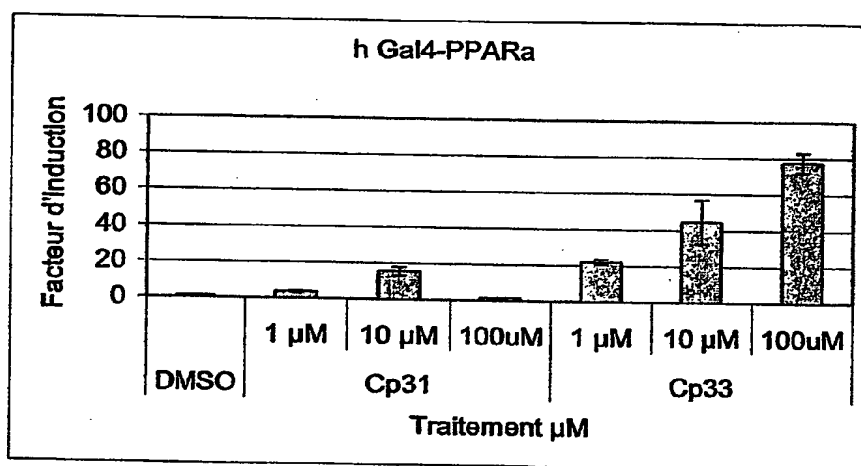 h Gal4-PPARa
Facteur d'Induction
100
80
60
40
20
0
1 µM
10 µM
100uM
1 µM
10 µM
100uM
DMSO
Cp31
Cp33
Traitement µM